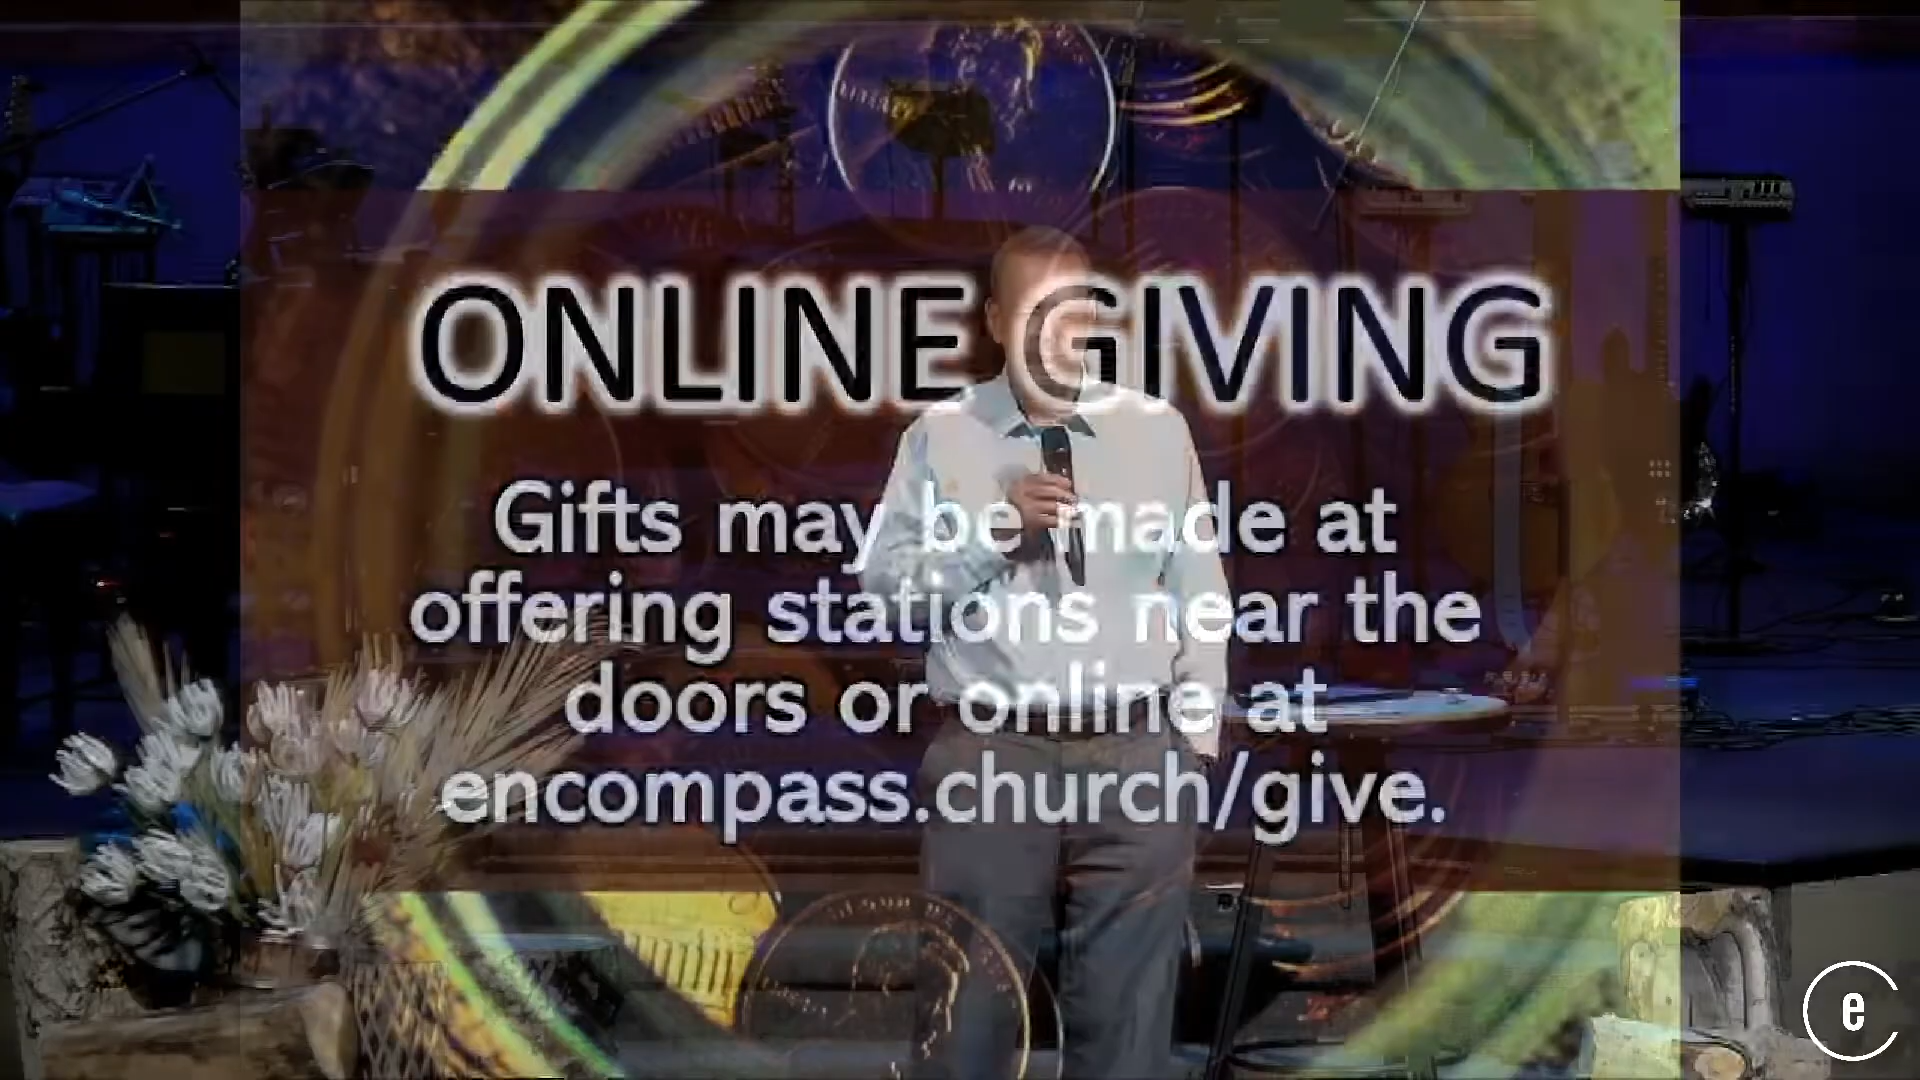 ONLINE GIVING
Gifts may be made at
offering stations near the
doors or online at
encompass.church/give.
e